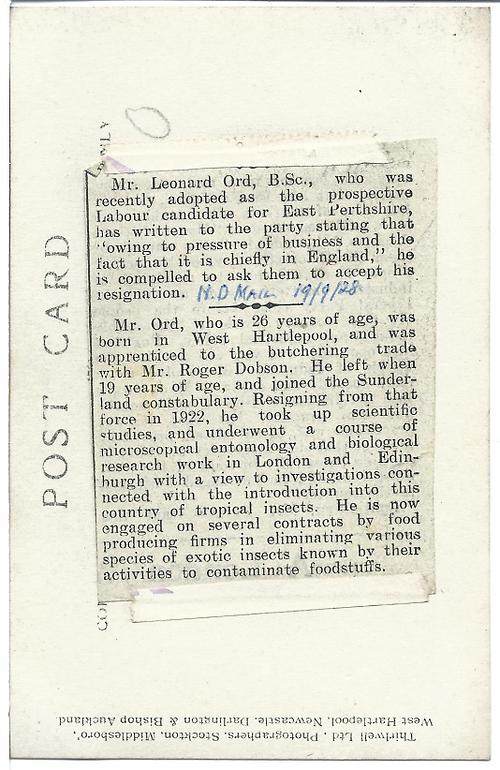 POST CARD
Mr. Leonard Ord, B.Sc., who was
recently adopted as the prospective
Labour candidate for East Perthshire,
has written to the party stating that
"owing to pressure of business and the
fact that it is chiefly in England," he
is compelled to ask them to accept his
resignation. N.D Mail 19/9/28
Mr. Ord, who is 26 years of age, was
born in West Hartlepool, and was
apprenticed to the butchering trade
with Mr. Roger Dobson. He left when
19 years of age, and joined the Sunder-
land constabulary. Resigning from that
force in 1922, he took up scientific
studies, and underwent a course of
microscopical entomology and biological
research work in London and Edin-
burgh with a view to investigations con-
nected with the introduction into this
country of tropical insects. He is now
engaged on several contracts by food
producing firms in eliminating various
species of exotic insects known by their
activities to contaminate foodstuffs.
Thirlwell Ltd., Photographers. Stockton. Middlesboro',
West Hartlepool, Newcastle. Darlington & Bishop Auckland.